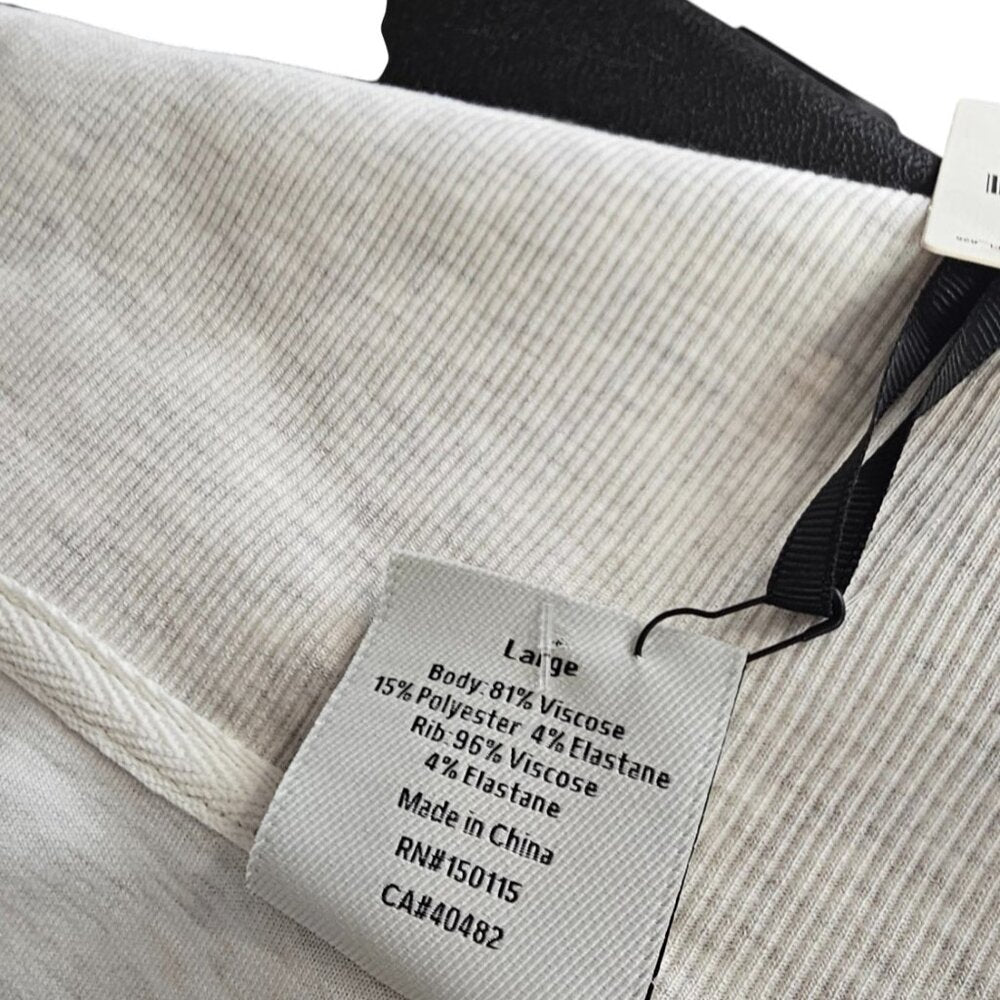 Large
Body: 81% Viscose
15% Polyester 4% Elastane
Rib: 96% Viscose
4% Elastane
Made in China
RN#150115
CA#40482